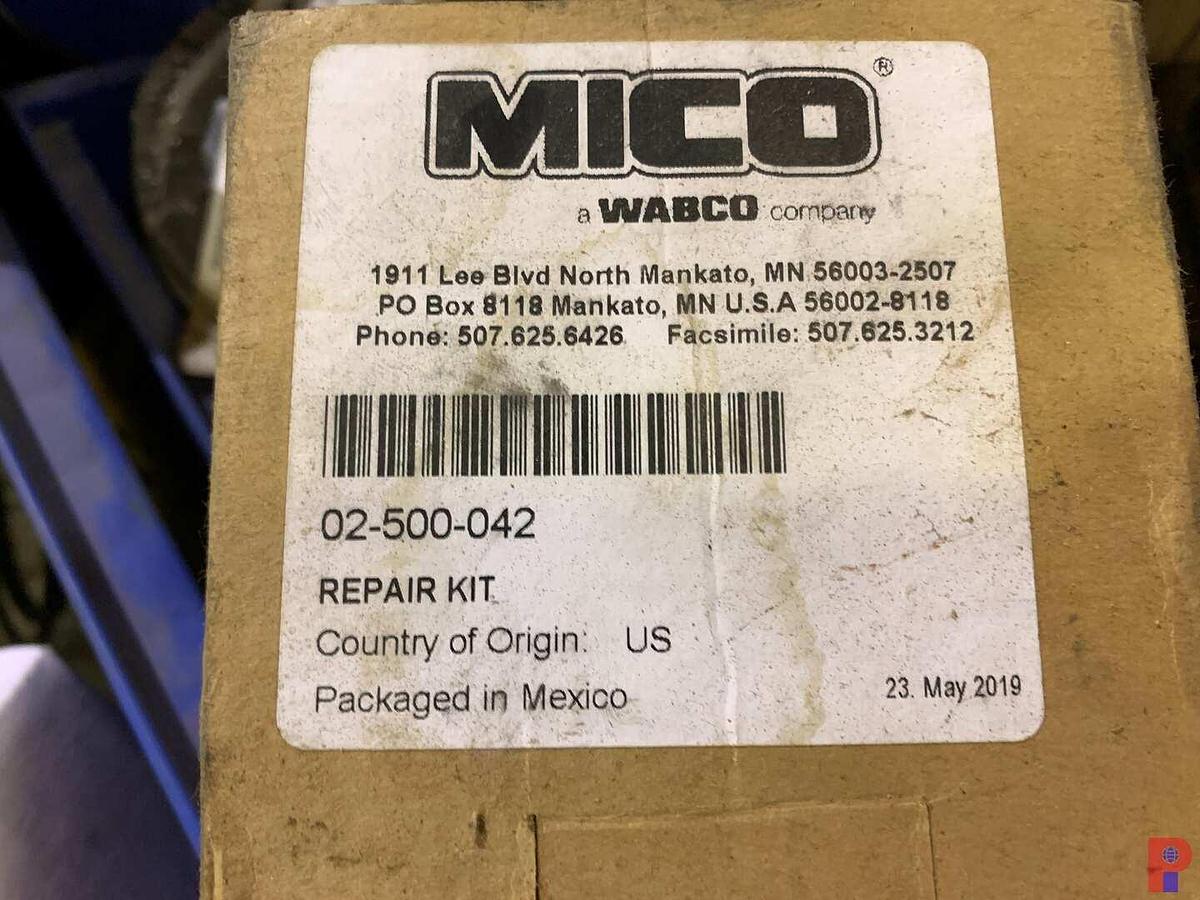 MICO®
a WABCO company
1911 Lee Blvd North Mankato, MN 56003-2507
PO Box 8118 Mankato, MN U.S.A 56002-8118
Phone: 507.625.6426 Facsimile: 507.625.3212
02-500-042
REPAIR KIT
Country of Origin: US
Packaged in Mexico
23. May 2019